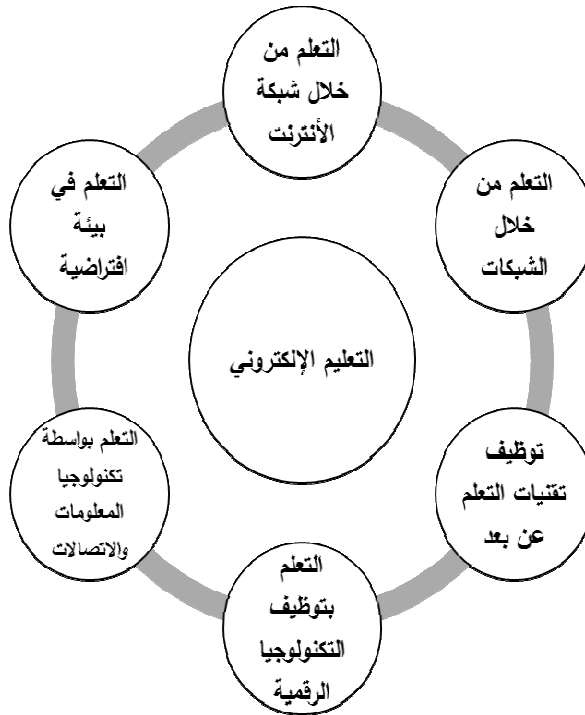 التعلم من
خلال شبكة
الأنترنت
التعلم من
خلال
الشبكات
توظيف
تقنيات التعلم
عن بعد
التعلم
بتوظيف
التكنولوجيا
الرقمية
التعلم بواسطة
تكنولوجيا
المعلومات
والاتصالات
التعلم في
بيئة
افتراضية
التعليم الإلكتروني